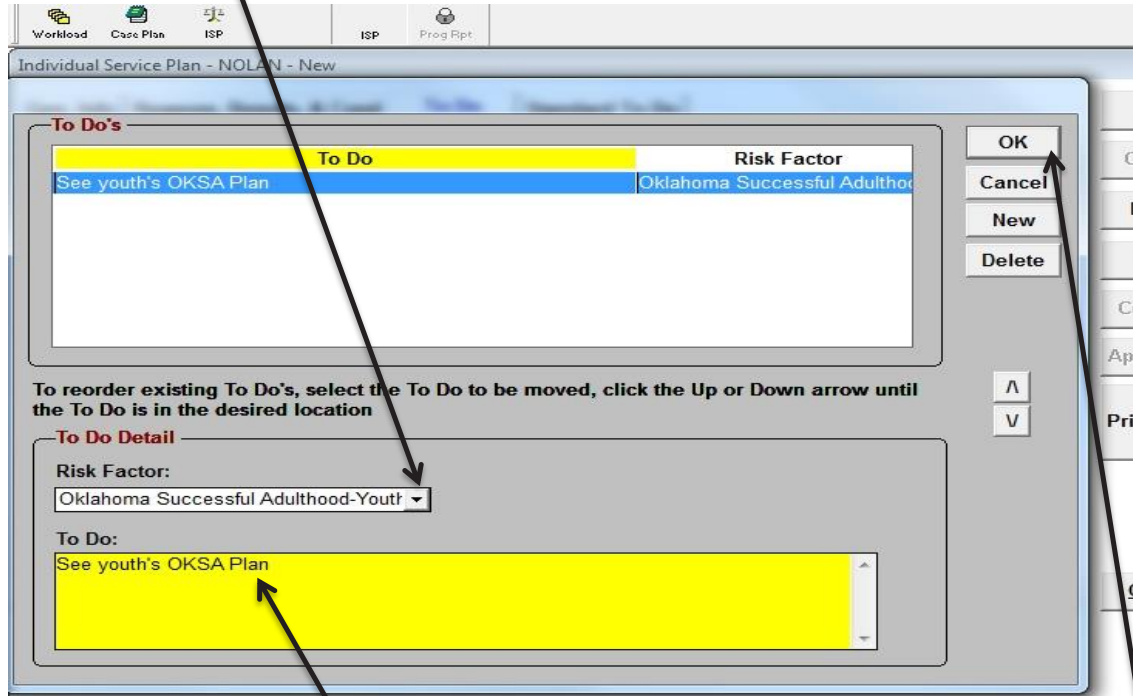 Workload Case Plan ISP ISP Prog Rpt
Individual Service Plan - NOLAN - New
To Do's
To Do Risk Factor
See youth's OKSA Plan Oklahoma Successful Adulthoo
OK
Cancel
New
Delete
To reorder existing To Do's, select the To Do to be moved, click the Up or Down arrow until
the To Do is in the desired location
/\
\/
Pri
To Do Detail
Risk Factor:
Oklahoma Successful Adulthood-Youth
To Do:
See youth's OKSA Plan